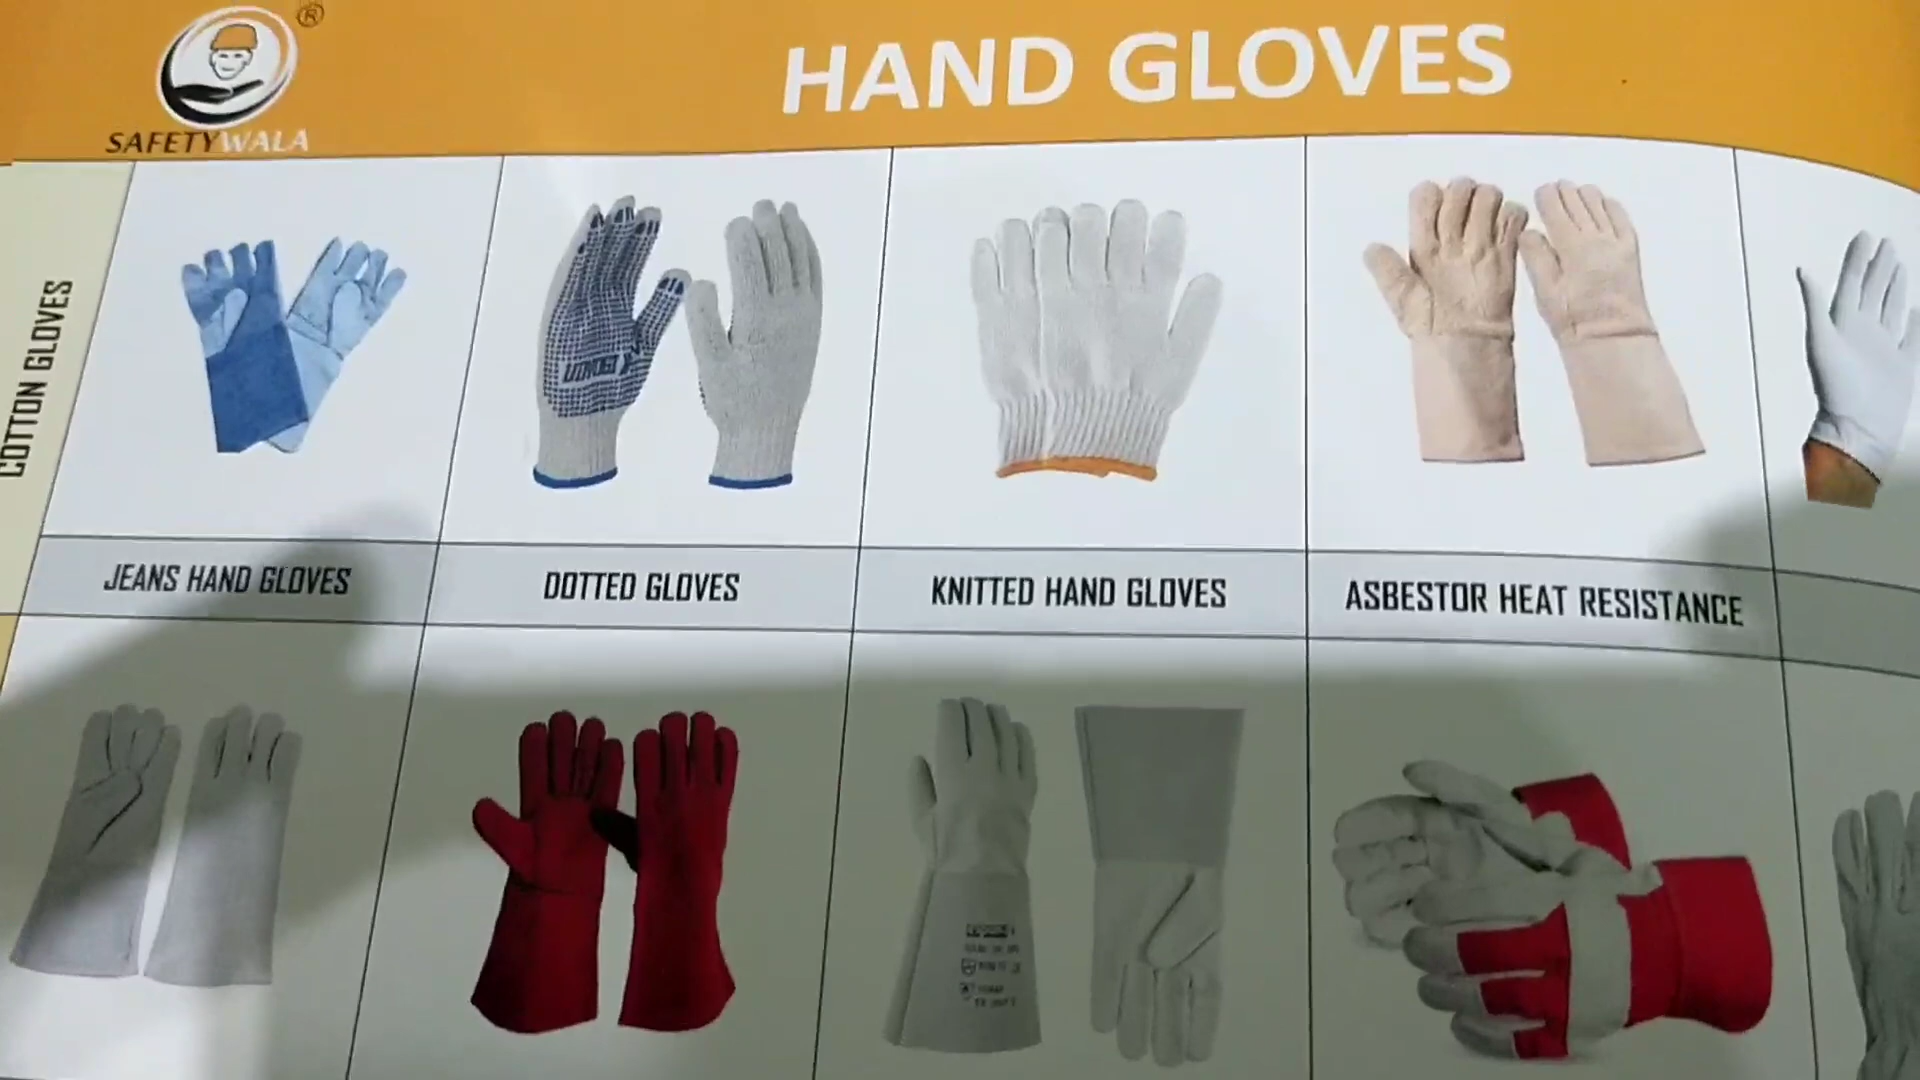 SAFETYWALA
®
HAND GLOVES
COTTON GLOVES
JEANS HAND GLOVES
DOTTED GLOVES
KNITTED HAND GLOVES
ASBESTOR HEAT RESISTANCE